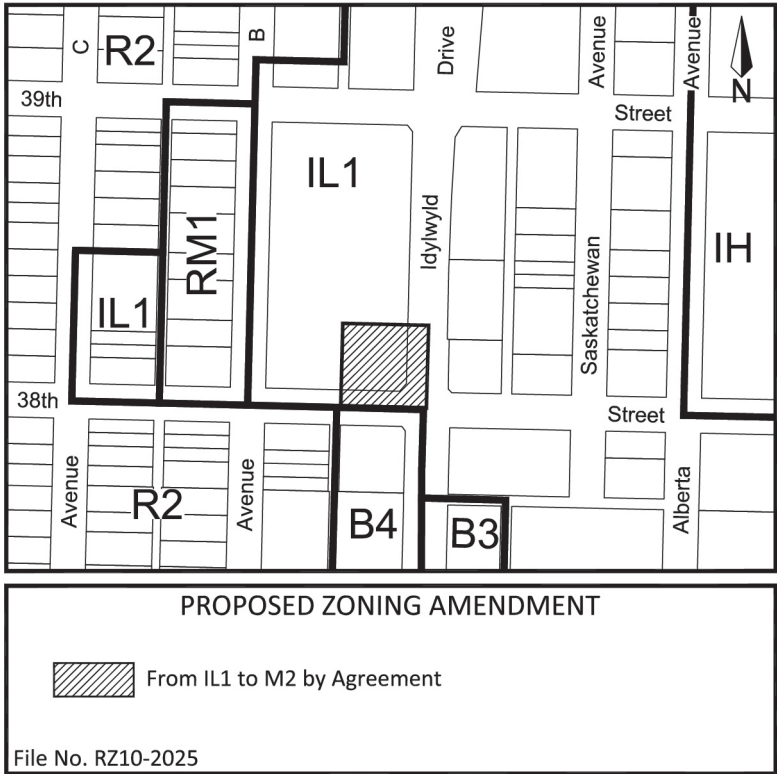 C
R2
B
Drive
Avenue
Avenue
N
39th
Street
IL1
RM1
Idylwyld
IH
IL1
Saskatchewan
38th
Street
Avenue
R2
Avenue
B4
B3
Alberta
PROPOSED ZONING AMENDMENT
From IL1 to M2 by Agreement
File No. RZ10-2025